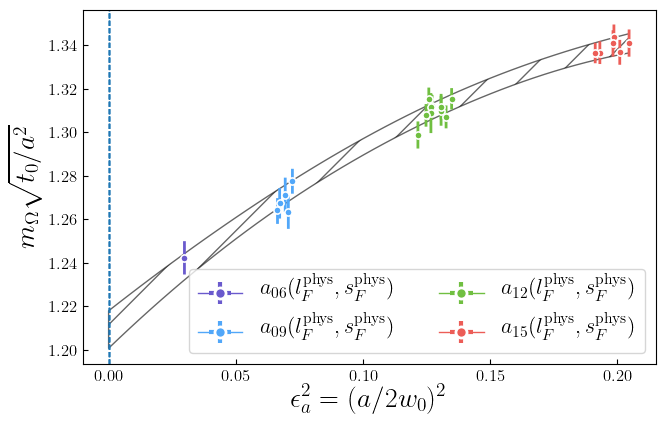 1.34
1.32
1.30
1.28
1.26
1.24
1.22
1.20
m_Ω√t_0/a^2
a_06(l_F^phys, s_F^phys)
a_09(l_F^phys, s_F^phys)
a_12(l_F^phys, s_F^phys)
a_15(l_F^phys, s_F^phys)
0.00 0.05 0.10 0.15 0.20
ϵ_a^2 = (a/2w_0)^2